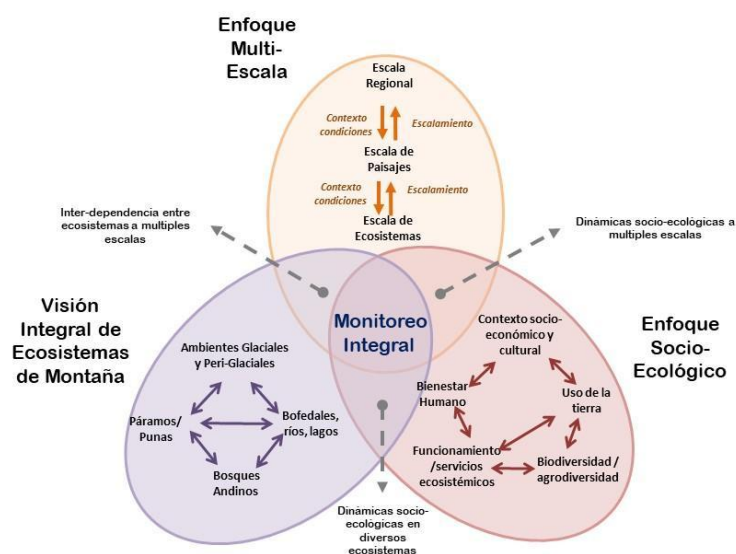 Enfoque
Multi-
Escala
Escala
Regional
Contexto
condiciones
Escalamiento
Escala de
Paisajes
Contexto
condiciones
Escalamiento
Escala de
Ecosistemas
Inter-dependencia entre
ecosistemas a multiples
escalas
Dinámicas socio-ecológicas a
multiples escalas
Visión
Integral de
Ecosistemas
de Montaña
Monitoreo
Integral
Enfoque
Socio-
Ecológico
Ambientes Glaciales
y Peri-Glaciales
Páramos/
Punas
Bofedales,
ríos, lagos
Bosques
Andinos
Contexto socio-
económico y
cultural
Bienestar
Humano
Uso de la
tierra
Funcionamiento
/servicios
ecosistémicos
Biodiversidad /
agrodiversidad
Dinámicas socio-
ecológicas en
diversos
ecosistemas